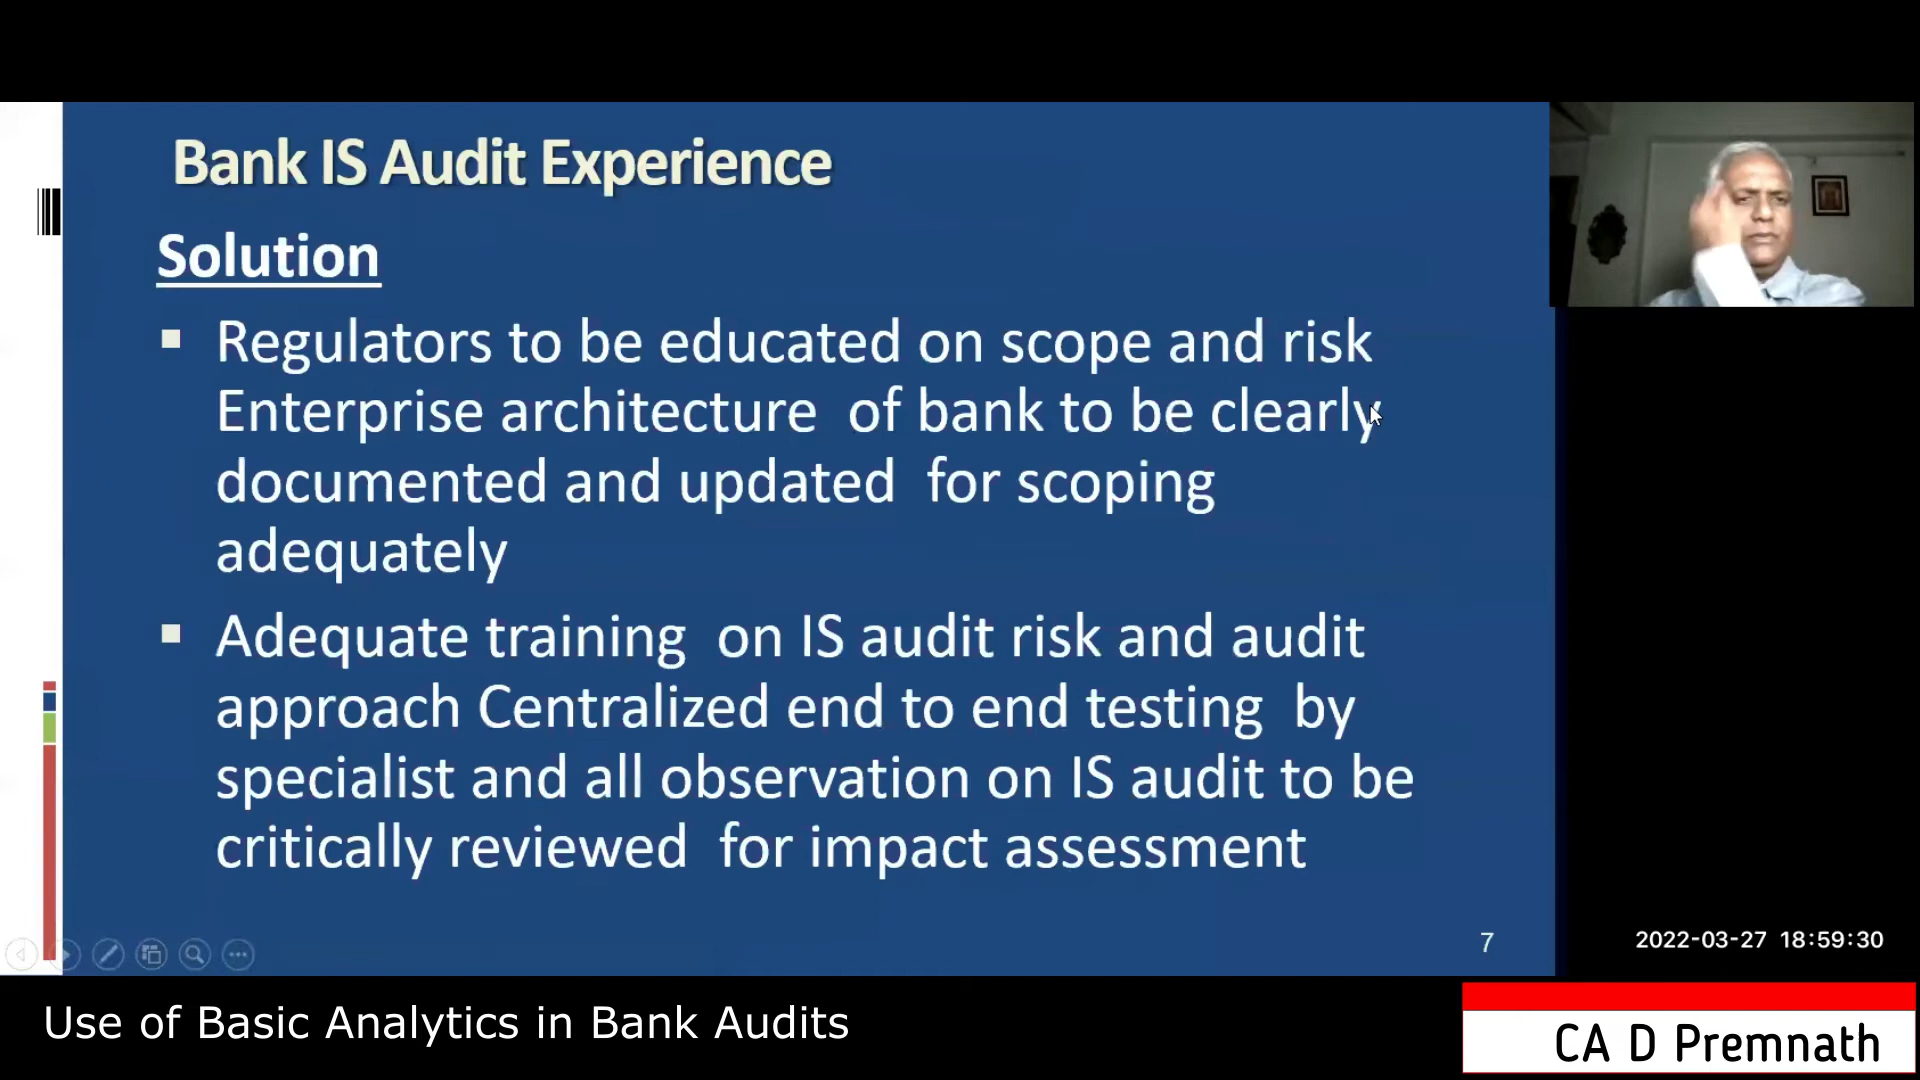 Bank IS Audit Experience
Solution
Regulators to be educated on scope and risk
Enterprise architecture of bank to be clearly
documented and updated for scoping
adequately
Adequate training on IS audit risk and audit
approach Centralized end to end testing by
specialist and all observation on IS audit to be
critically reviewed for impact assessment
7
2022-03-27 18:59:30
Use of Basic Analytics in Bank Audits
CA D Premnath